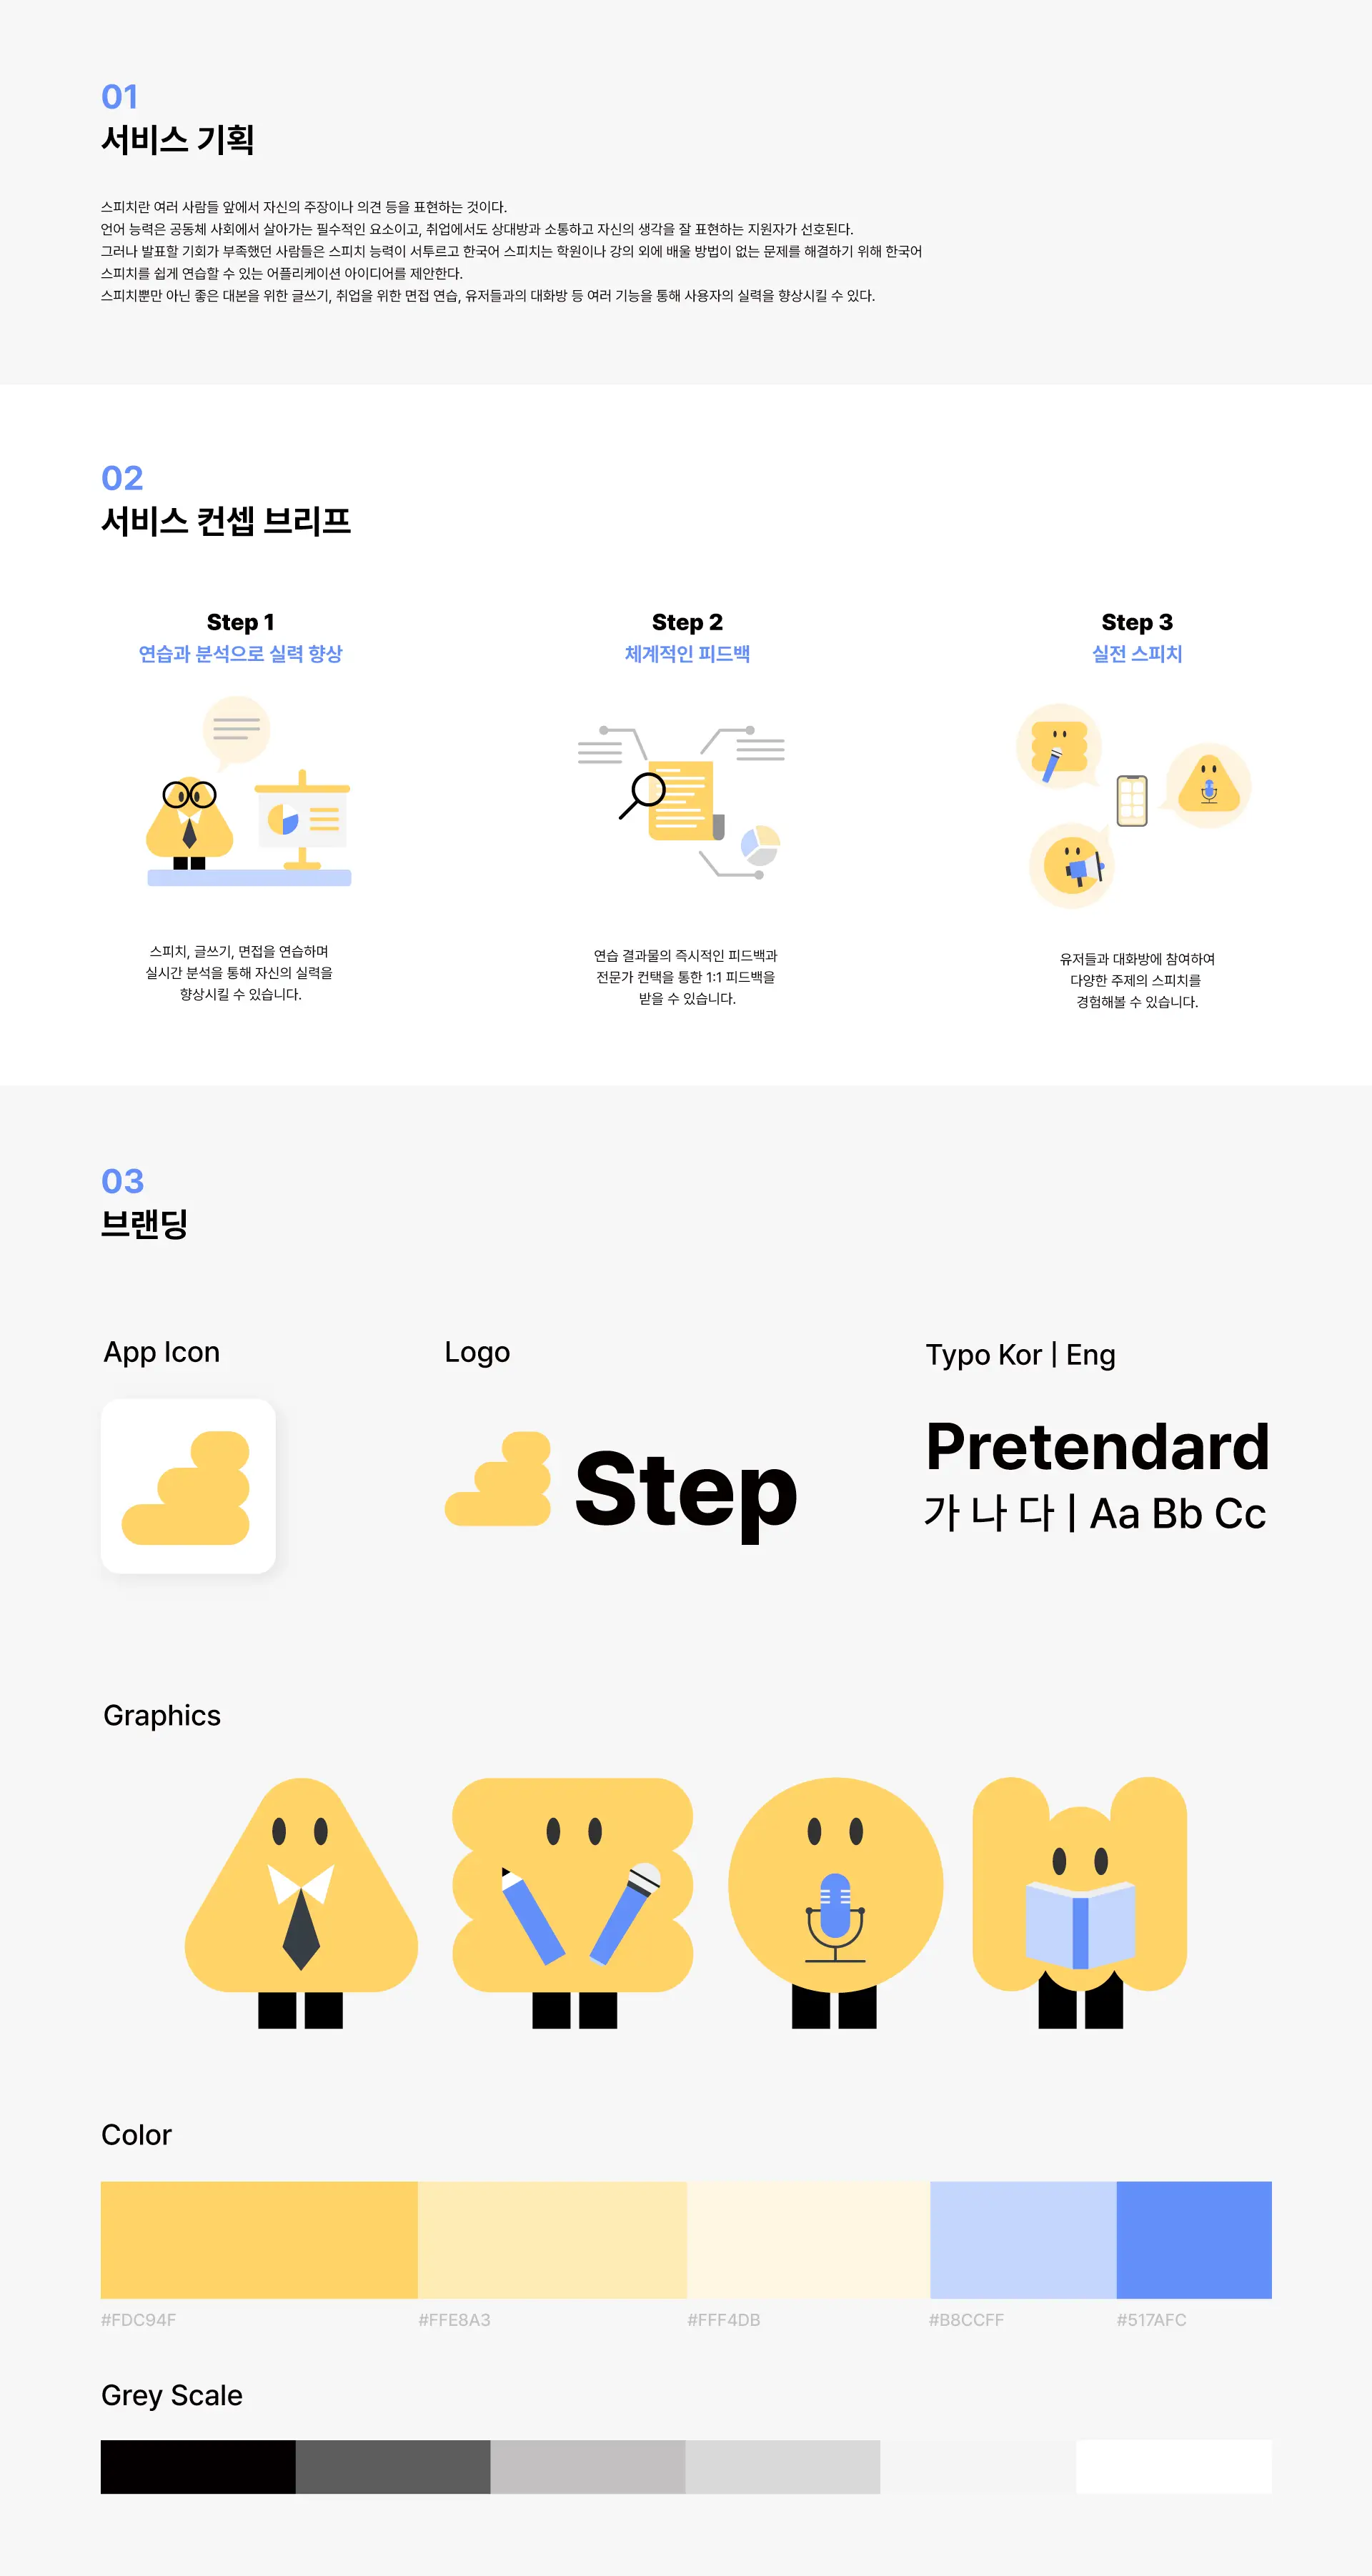 01
서비스 기획
스피치란 여러 사람들 앞에서 자신의 주장이나 의견 등을 표현하는 것이다.
언어 능력은 공동체 사회에서 살아가는 필수적인 요소이고, 취업에서도 상대방과 소통하고 자신의 생각을 잘 표현하는 지원자가 선호된다.
그러나 발표할 기회가 부족했던 사람들은 스피치 능력이 서투르고 한국어 스피치는 학원이나 강의 외에 배울 방법이 없는 문제를 해결하기 위해 한국어
스피치를 쉽게 연습할 수 있는 어플리케이션 아이디어를 제안한다.
스피치뿐만 아닌 좋은 대본을 위한 글쓰기, 취업을 위한 면접 연습, 유저들과의 대화방 등 여러 기능을 통해 사용자의 실력을 향상시킬 수 있다.
02
서비스 컨셉 브리프
Step 1
연습과 분석으로 실력 향상
스피치, 글쓰기, 면접을 연습하며
실시간 분석을 통해 자신의 실력을
향상시킬 수 있습니다.
Step 2
체계적인 피드백
연습 결과물의 즉시적인 피드백과
전문가 컨택을 통한 1:1 피드백을
받을 수 있습니다.
Step 3
실전 스피치
유저들과 대화방에 참여하여
다양한 주제의 스피치를
경험해볼 수 있습니다.
03
브랜딩
App Icon
Logo
Step
Typo Kor | Eng
Pretendard
가 나 다 | Aa Bb Cc
Graphics
Color
#FDC94F
#FFE8A3
#FFF4DB
#B8CCFF
#517AFC
Grey Scale